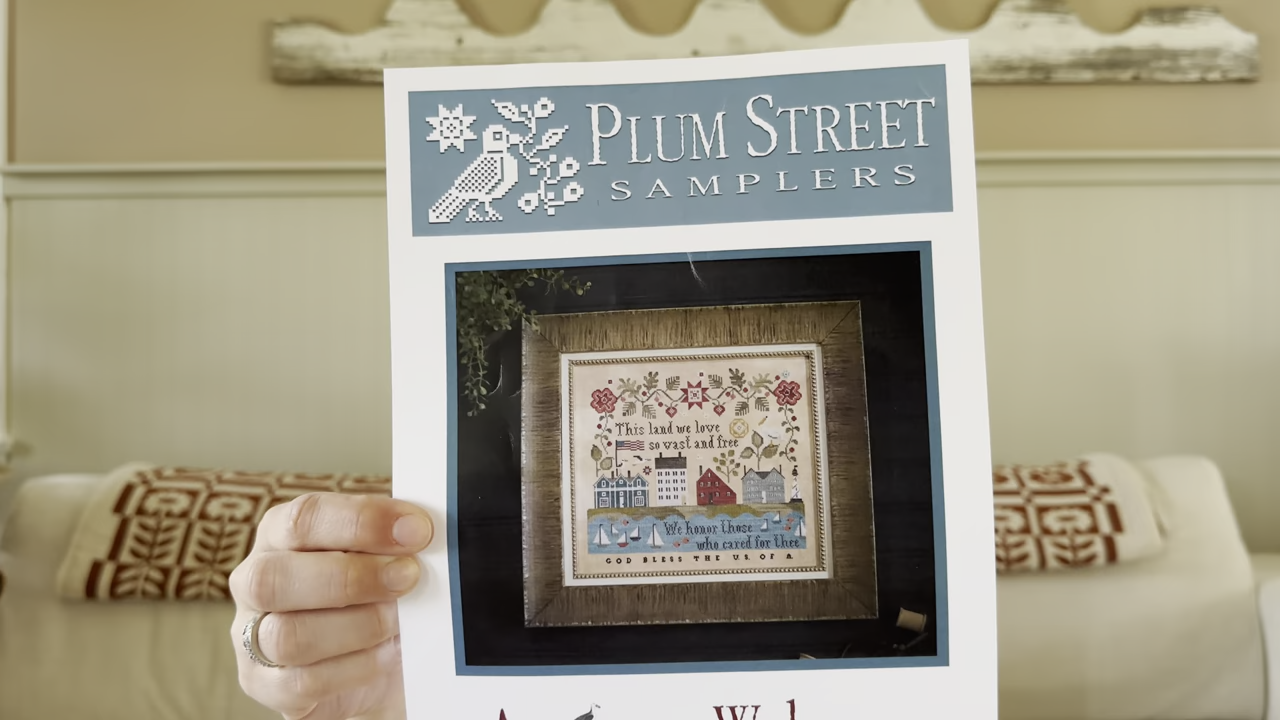 PLUM STREET
SAMPLERS
This land we love
so vast and free
We honor those
who cared for thee
GOD BLESS THE U.S. OF A.